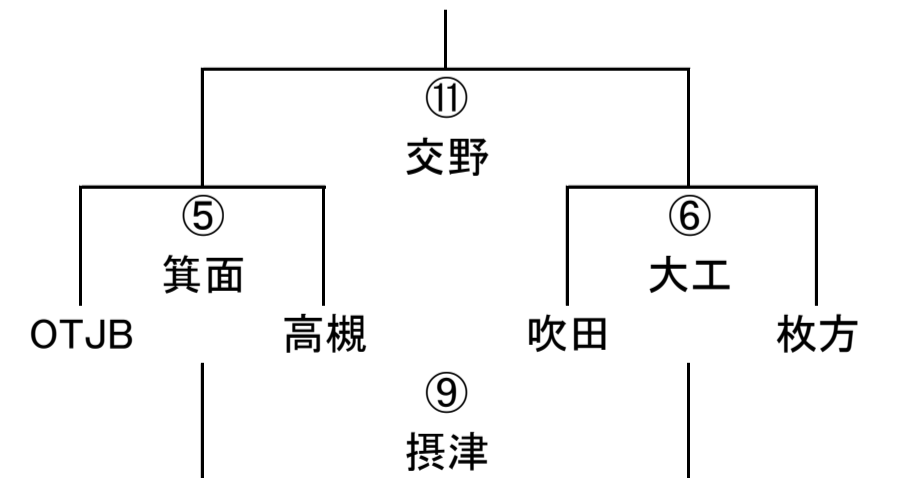 ⑪
交野
⑤
⑥
箕面
大工
OTJB
高槻
吹田
枚方
⑨
摂津